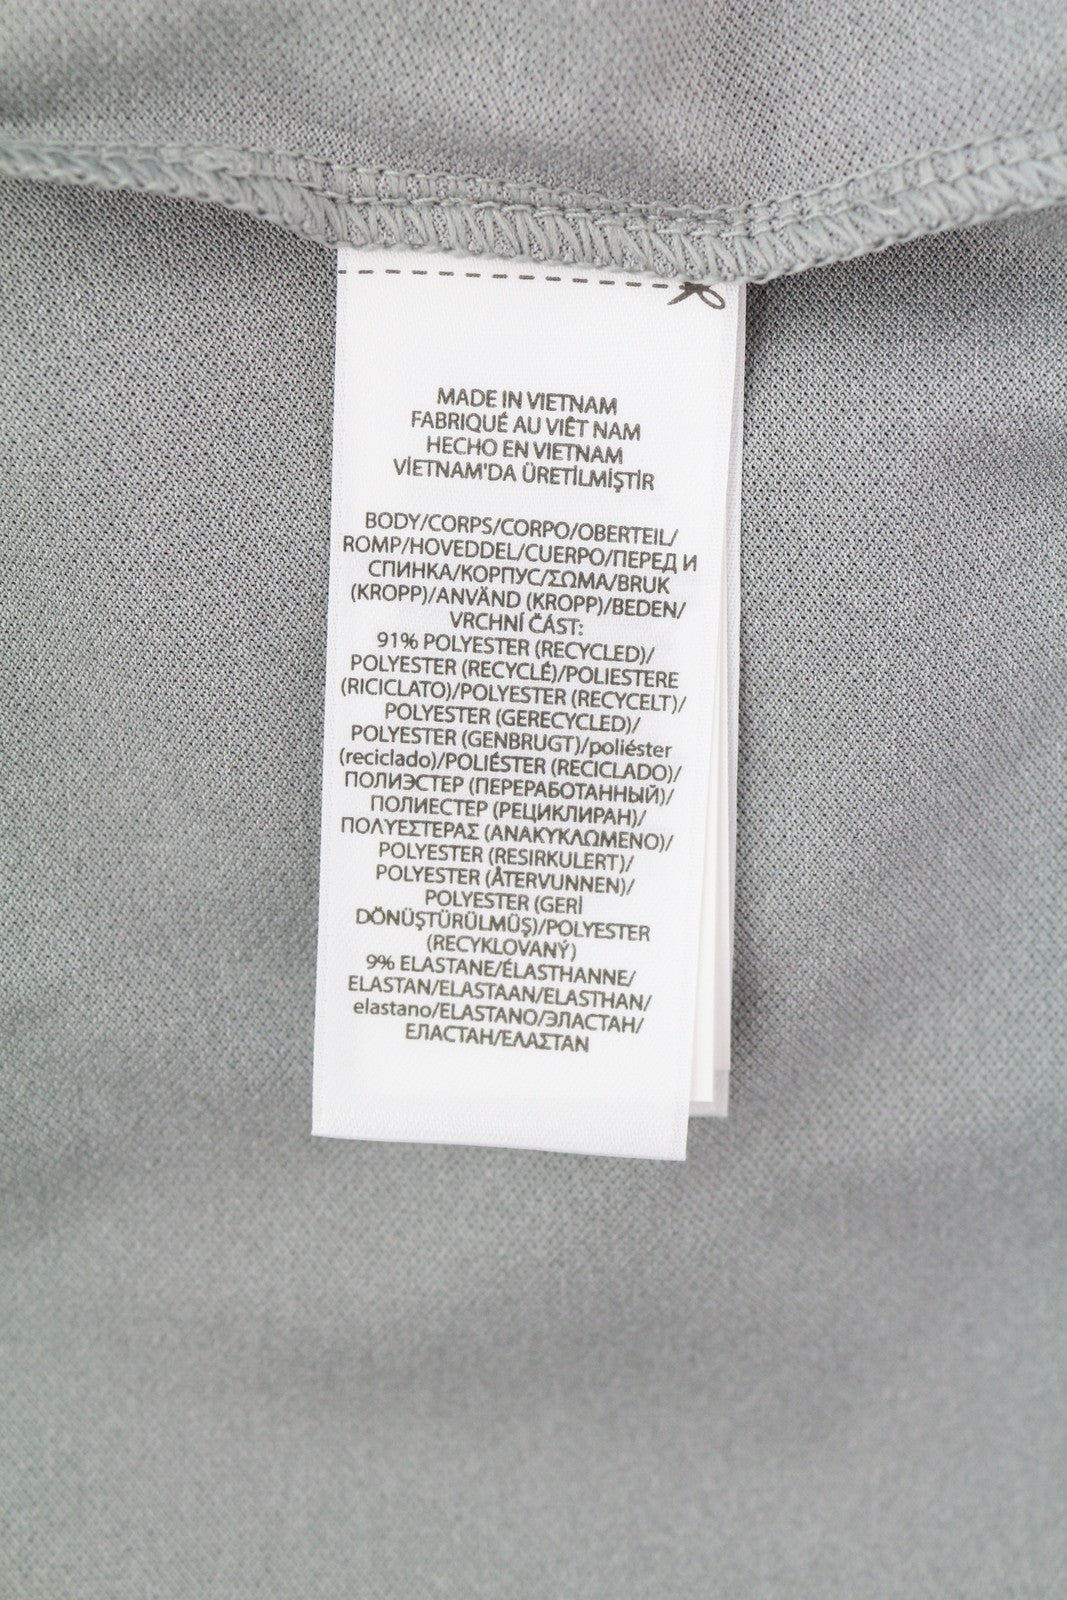 MADE IN VIETNAM
FABRIQUÉ AU VIÊT NAM
HECHO EN VIETNAM
VİETNAM'DA ÜRETİLMİŞTİR
BODY/CORPS/CORPO/OBERTEIL/
ROMP/HOVEDDEL/CUERPO/ПЕРЕД И
СПИНКА/КОРПУС/ΣΩΜΑ/BRUK
(KROPP)/ANVÄND (KROPP)/BEDEN/
VRCHNÍ ČÁST:
91% POLYESTER (RECYCLED)/
POLYESTER (RECYCLÉ)/POLIESTERE
(RICICLATO)/POLYESTER (RECYCELT)/
POLYESTER (GERECYCLED)/
POLYESTER (GENBRUGT)/poliéster
(reciclado)/POLIÉSTER (RECICLADO)/
ПОЛИЭСТЕР (ПЕРЕРАБОТАННЫЙ)/
ПОЛИЕСТЕР (РЕЦИКЛИРАН)/
ΠΟΛΥΕΣΤΕΡΑΣ (ΑΝΑΚΥΚΛΩΜΕΝΟ)/
POLYESTER (RESIRKULERT)/
POLYESTER (ÅTERVUNNEN)/
POLYESTER (GERİ
DÖNÜŞTÜRÜLMÜŞ)/POLYESTER
(RECYKLOVANÝ)
9% ELASTANE/ÉLASTHANNE/
ELASTAN/ELASTAAN/ELASTHAN/
elastano/ELASTANO/ЭЛАСТАН/
ЕЛАСТАН/ΕΛΑΣΤΑΝ